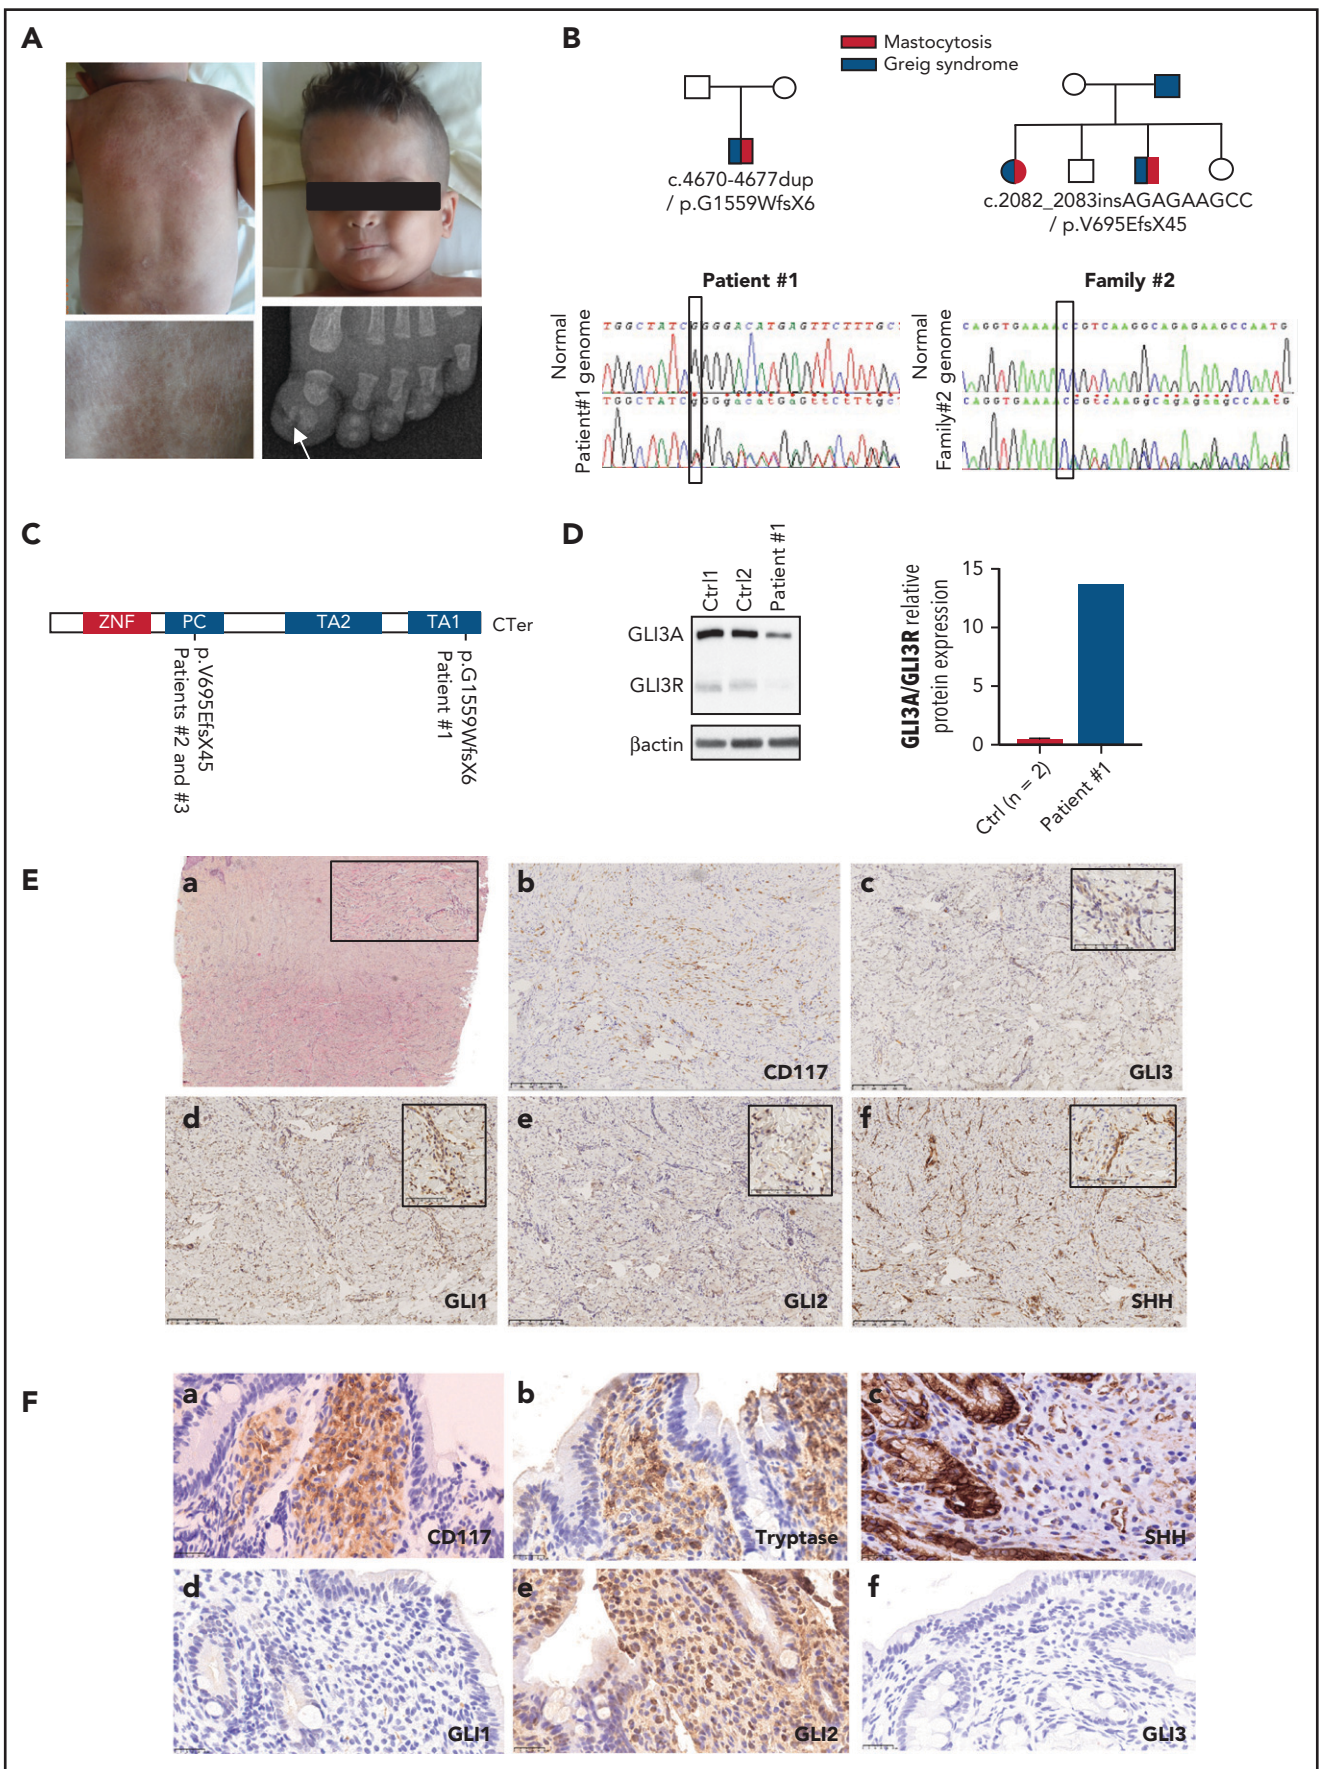 A
B
Mastocytosis
Greig syndrome
c.4670-4677dup
/ p.G1559WfsX6
c.2082_2083insAGAGAAGCC
/ p.V695EfsX45
Patient #1
Family #2
Normal genome
Patient#1
TGGCTATCGGGGACATGAGTTCTTTGC
TGGCTATCgGGgacatGagttctttgct
Normal genome
Family#2
CAGGTGAAAACCGTCAAGGCAGAGAAGCCAATG
C
ZNF
PC
TA2
TA1
CTer
p.V695EfsX45
Patients #2 and #3
p.G1559WfsX6
Patient #1
D
Ctrl1
Ctrl2
Patient #1
GLI3A
GLI3R
βactin
GLI3A/GLI3R relative
protein expression
15
10
5
0
Ctrl (n = 2)
Patient #1
E
a
b
CD117
c
GLI3
d
GLI1
e
GLI2
f
SHH
F
a
CD117
b
Tryptase
c
SHH
d
GLI1
e
GLI2
f
GLI3